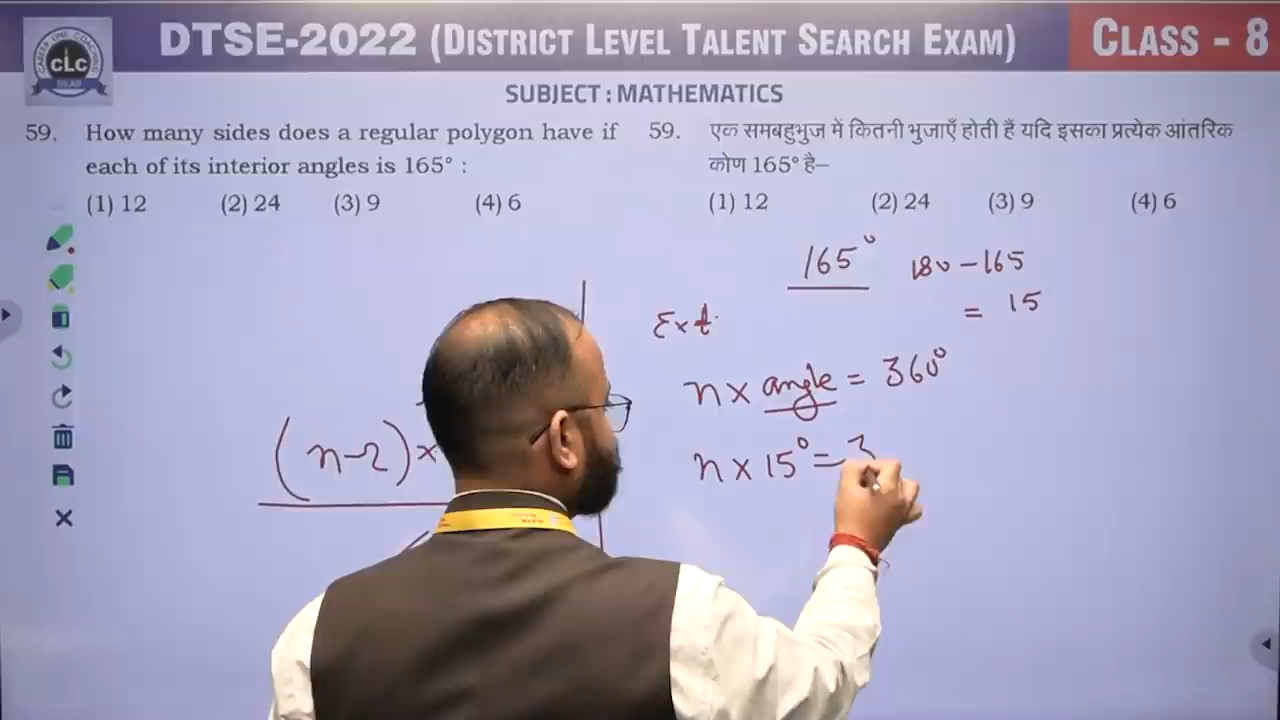 DTSE-2022 (DISTRICT LEVEL TALENT SEARCH EXAM)
CLASS - 8
CLC
SUBJECT : MATHEMATICS
59. How many sides does a regular polygon have if
each of its interior angles is 165° :
(1) 12 (2) 24 (3) 9 (4) 6
59. एक समबहुभुज में कितनी भुजाएँ होती हैं यदि इसका प्रत्येक आंतरिक
कोण 165° है–
(1) 12 (2) 24 (3) 9 (4) 6
165°
180 - 165
= 15
Ext.
n × angle = 360°
n × 15° = 3
(n-2) ×